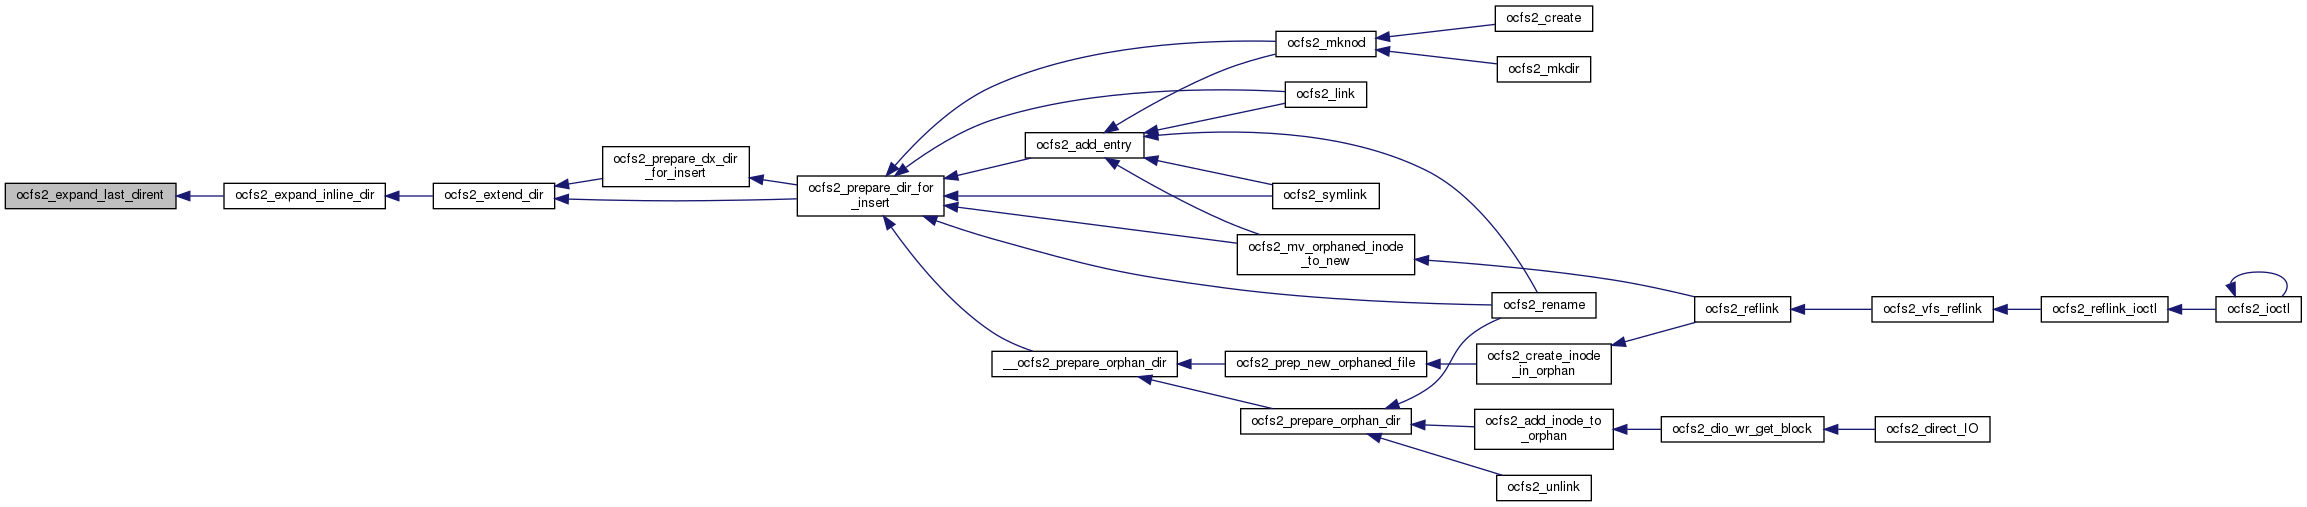 ocfs2_expand_last_dirent
ocfs2_expand_inline_dir
ocfs2_extend_dir
ocfs2_prepare_dx_dir
_for_insert
ocfs2_prepare_dir_for
_insert
ocfs2_mknod
ocfs2_create
ocfs2_mkdir
ocfs2_link
ocfs2_add_entry
ocfs2_symlink
ocfs2_mv_orphaned_inode
_to_new
ocfs2_rename
ocfs2_reflink
ocfs2_vfs_reflink
ocfs2_reflink_ioctl
ocfs2_ioctl
__ocfs2_prepare_orphan_dir
ocfs2_prep_new_orphaned_file
ocfs2_create_inode
_in_orphan
ocfs2_prepare_orphan_dir
ocfs2_add_inode_to
_orphan
ocfs2_dio_wr_get_block
ocfs2_direct_IO
ocfs2_unlink